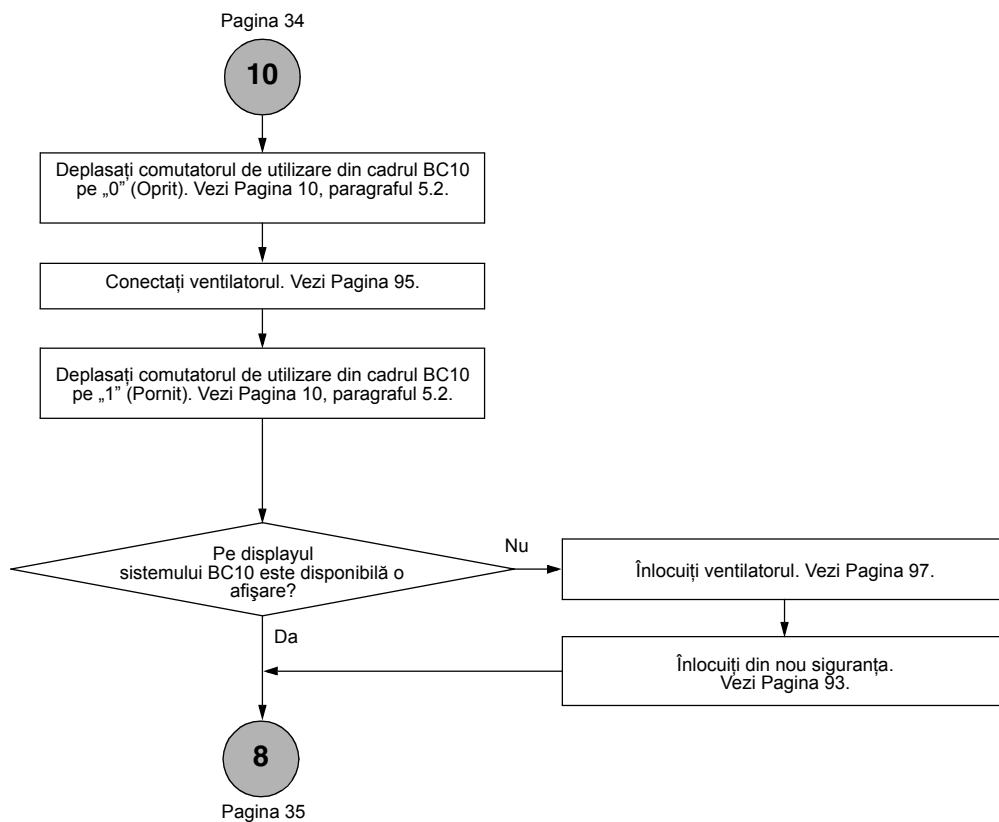 Pagina 34
10
Deplasați comutatorul de utilizare din cadrul BC10
pe „0” (Oprit). Vezi Pagina 10, paragraful 5.2.
Conectați ventilatorul. Vezi Pagina 95.
Deplasați comutatorul de utilizare din cadrul BC10
pe „1” (Pornit). Vezi Pagina 10, paragraful 5.2.
Pe displayul
sistemului BC10 este disponibilă o
afişare?
Nu
Înlocuiți ventilatorul. Vezi Pagina 97.
Da
Înlocuiți din nou siguranța.
Vezi Pagina 93.
8
Pagina 35